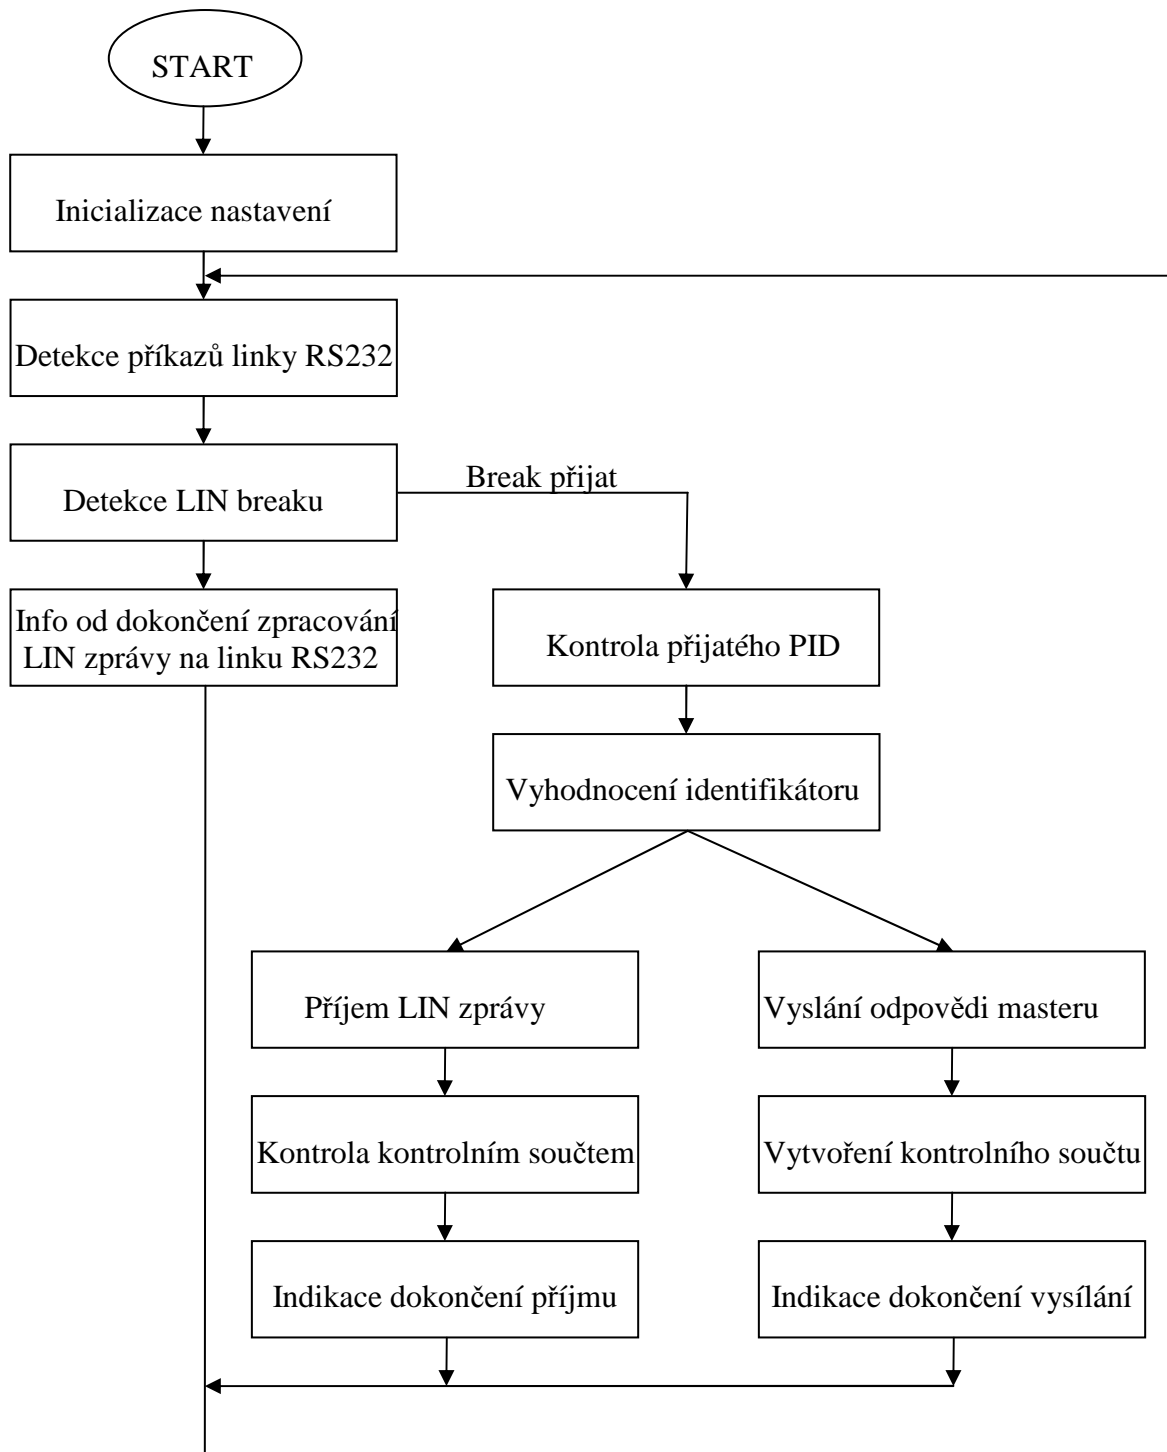 START
Inicializace nastavení
Detekce příkazů linky RS232
Detekce LIN breaku
Break přijat
Info od dokončení zpracování
LIN zprávy na linku RS232
Kontrola přijatého PID
Vyhodnocení identifikátoru
Příjem LIN zprávy
Vyslání odpovědi masteru
Kontrola kontrolním součtem
Vytvoření kontrolního součtu
Indikace dokončení příjmu
Indikace dokončení vysílání